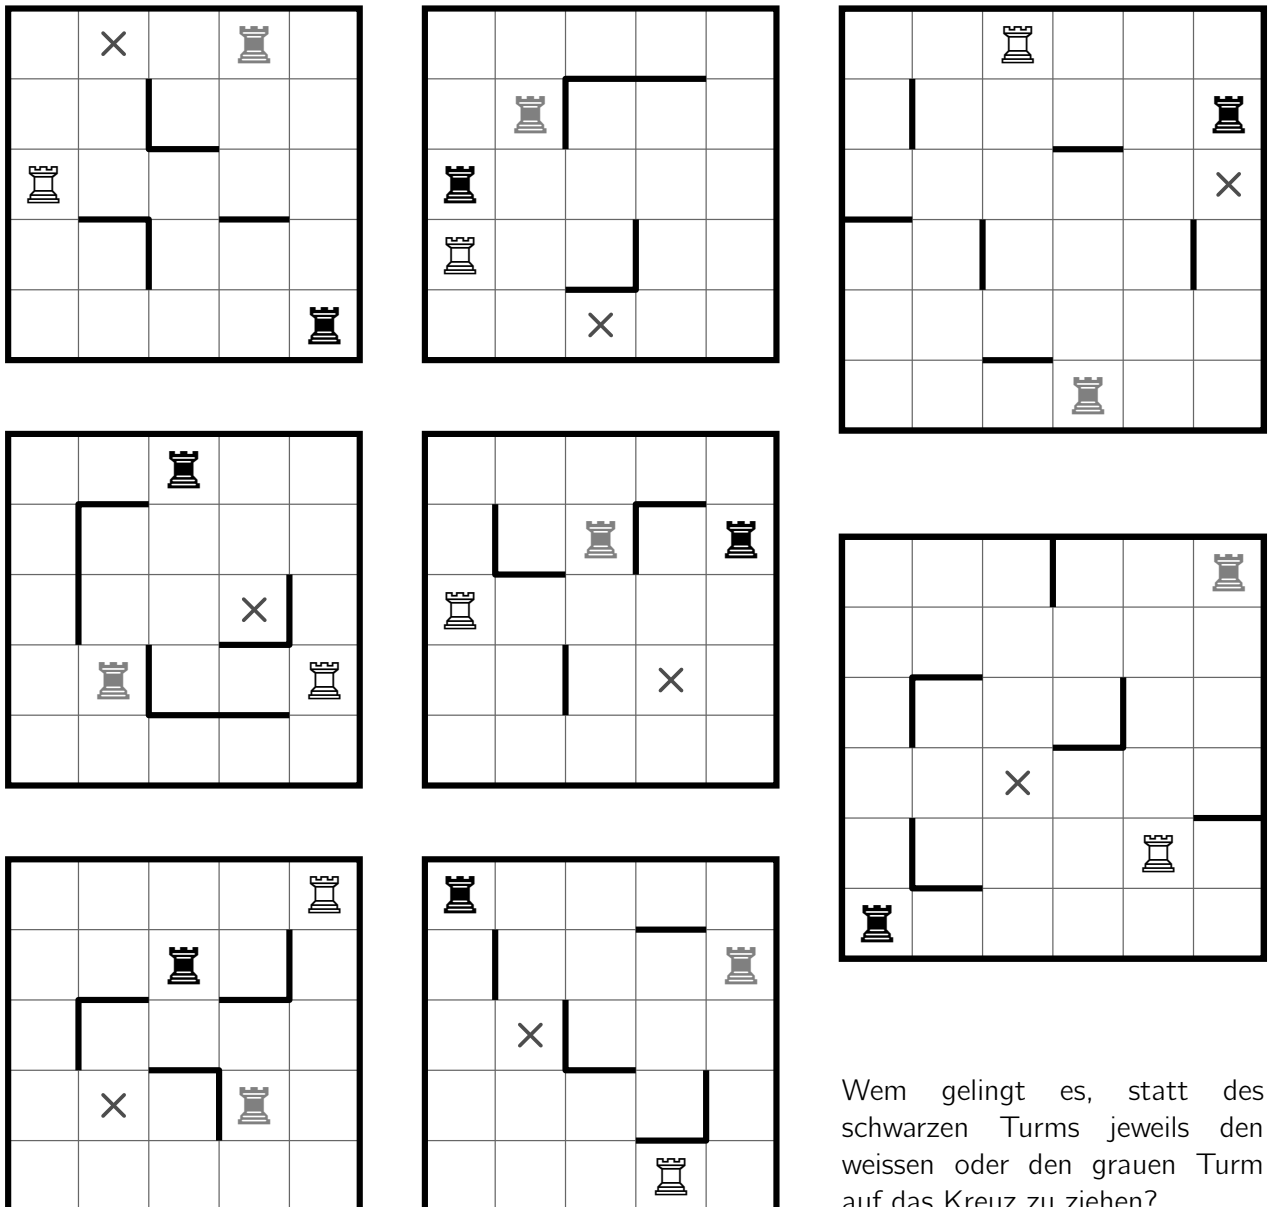 Wem gelingt es, statt des
schwarzen Turms jeweils den
weissen oder den grauen Turm
auf das Kreuz zu ziehen?